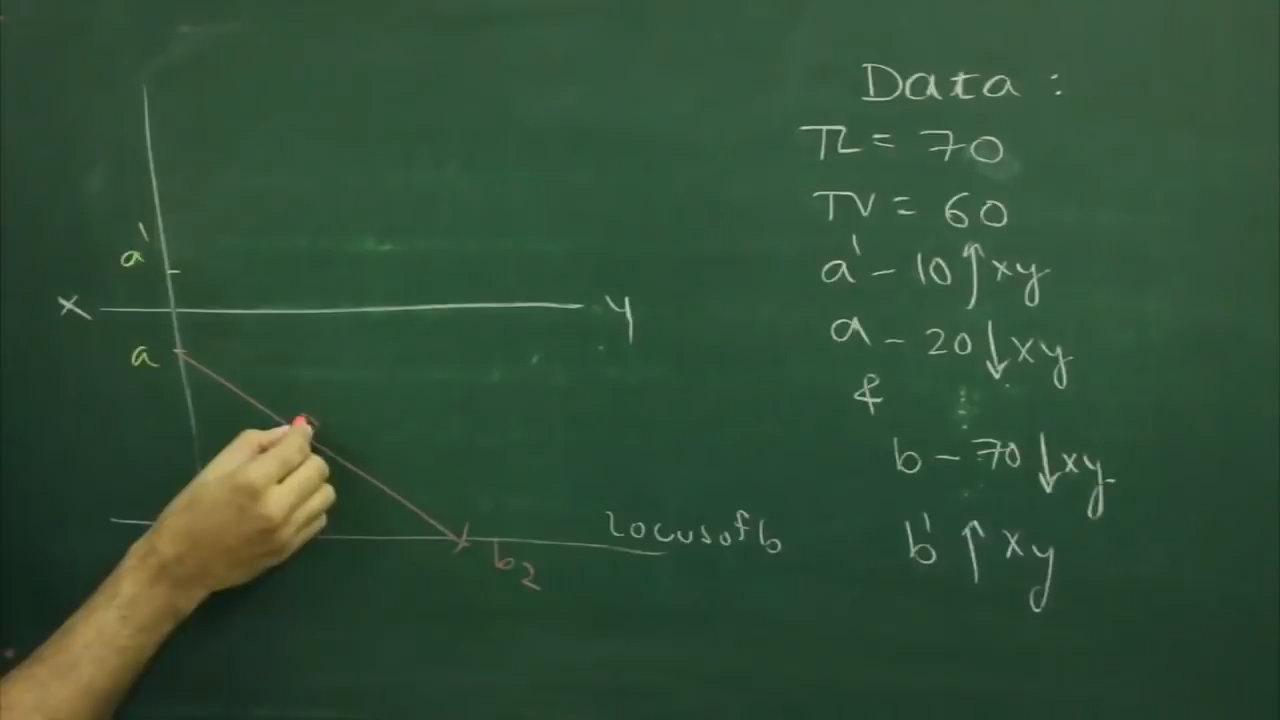 Data :
TL = 70
TV = 60
a' - 10 ↑ xy
a - 20 ↓ xy
&
b - 70 ↓ xy
b' ↑ xy
a'
X Y
a
Locus of b
b2